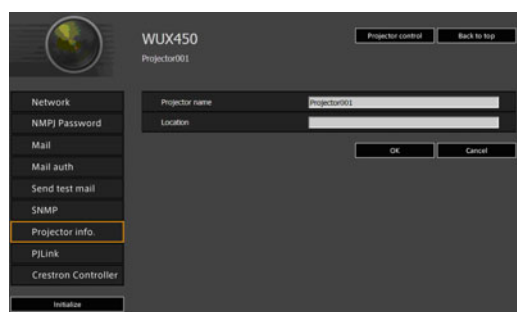 WUX450
Projector001
Projector control
Back to top
Network
NMPJ Password
Mail
Mail auth
Send test mail
SNMP
Projector info.
PJLink
Crestron Controller
Initialize
Projector name
Projector001
Location
OK
Cancel